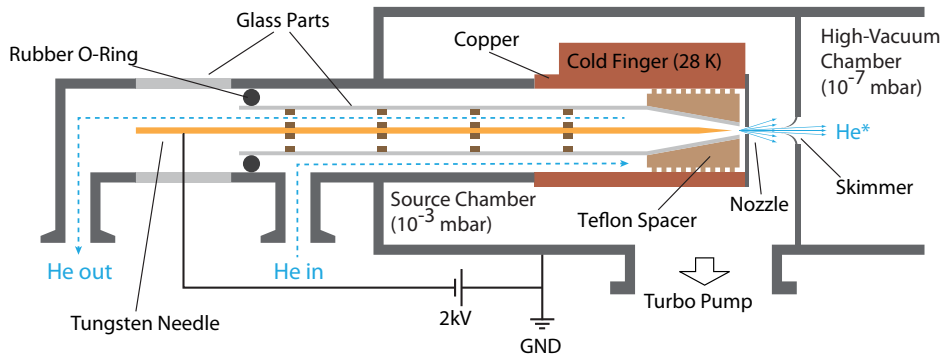 Glass Parts
Rubber O-Ring
Copper
Cold Finger (28 K)
High-Vacuum
Chamber
(10⁻⁷ mbar)
He*
Skimmer
Source Chamber
(10⁻³ mbar)
Nozzle
Teflon Spacer
He out
He in
Turbo Pump
Tungsten Needle
2kV
GND